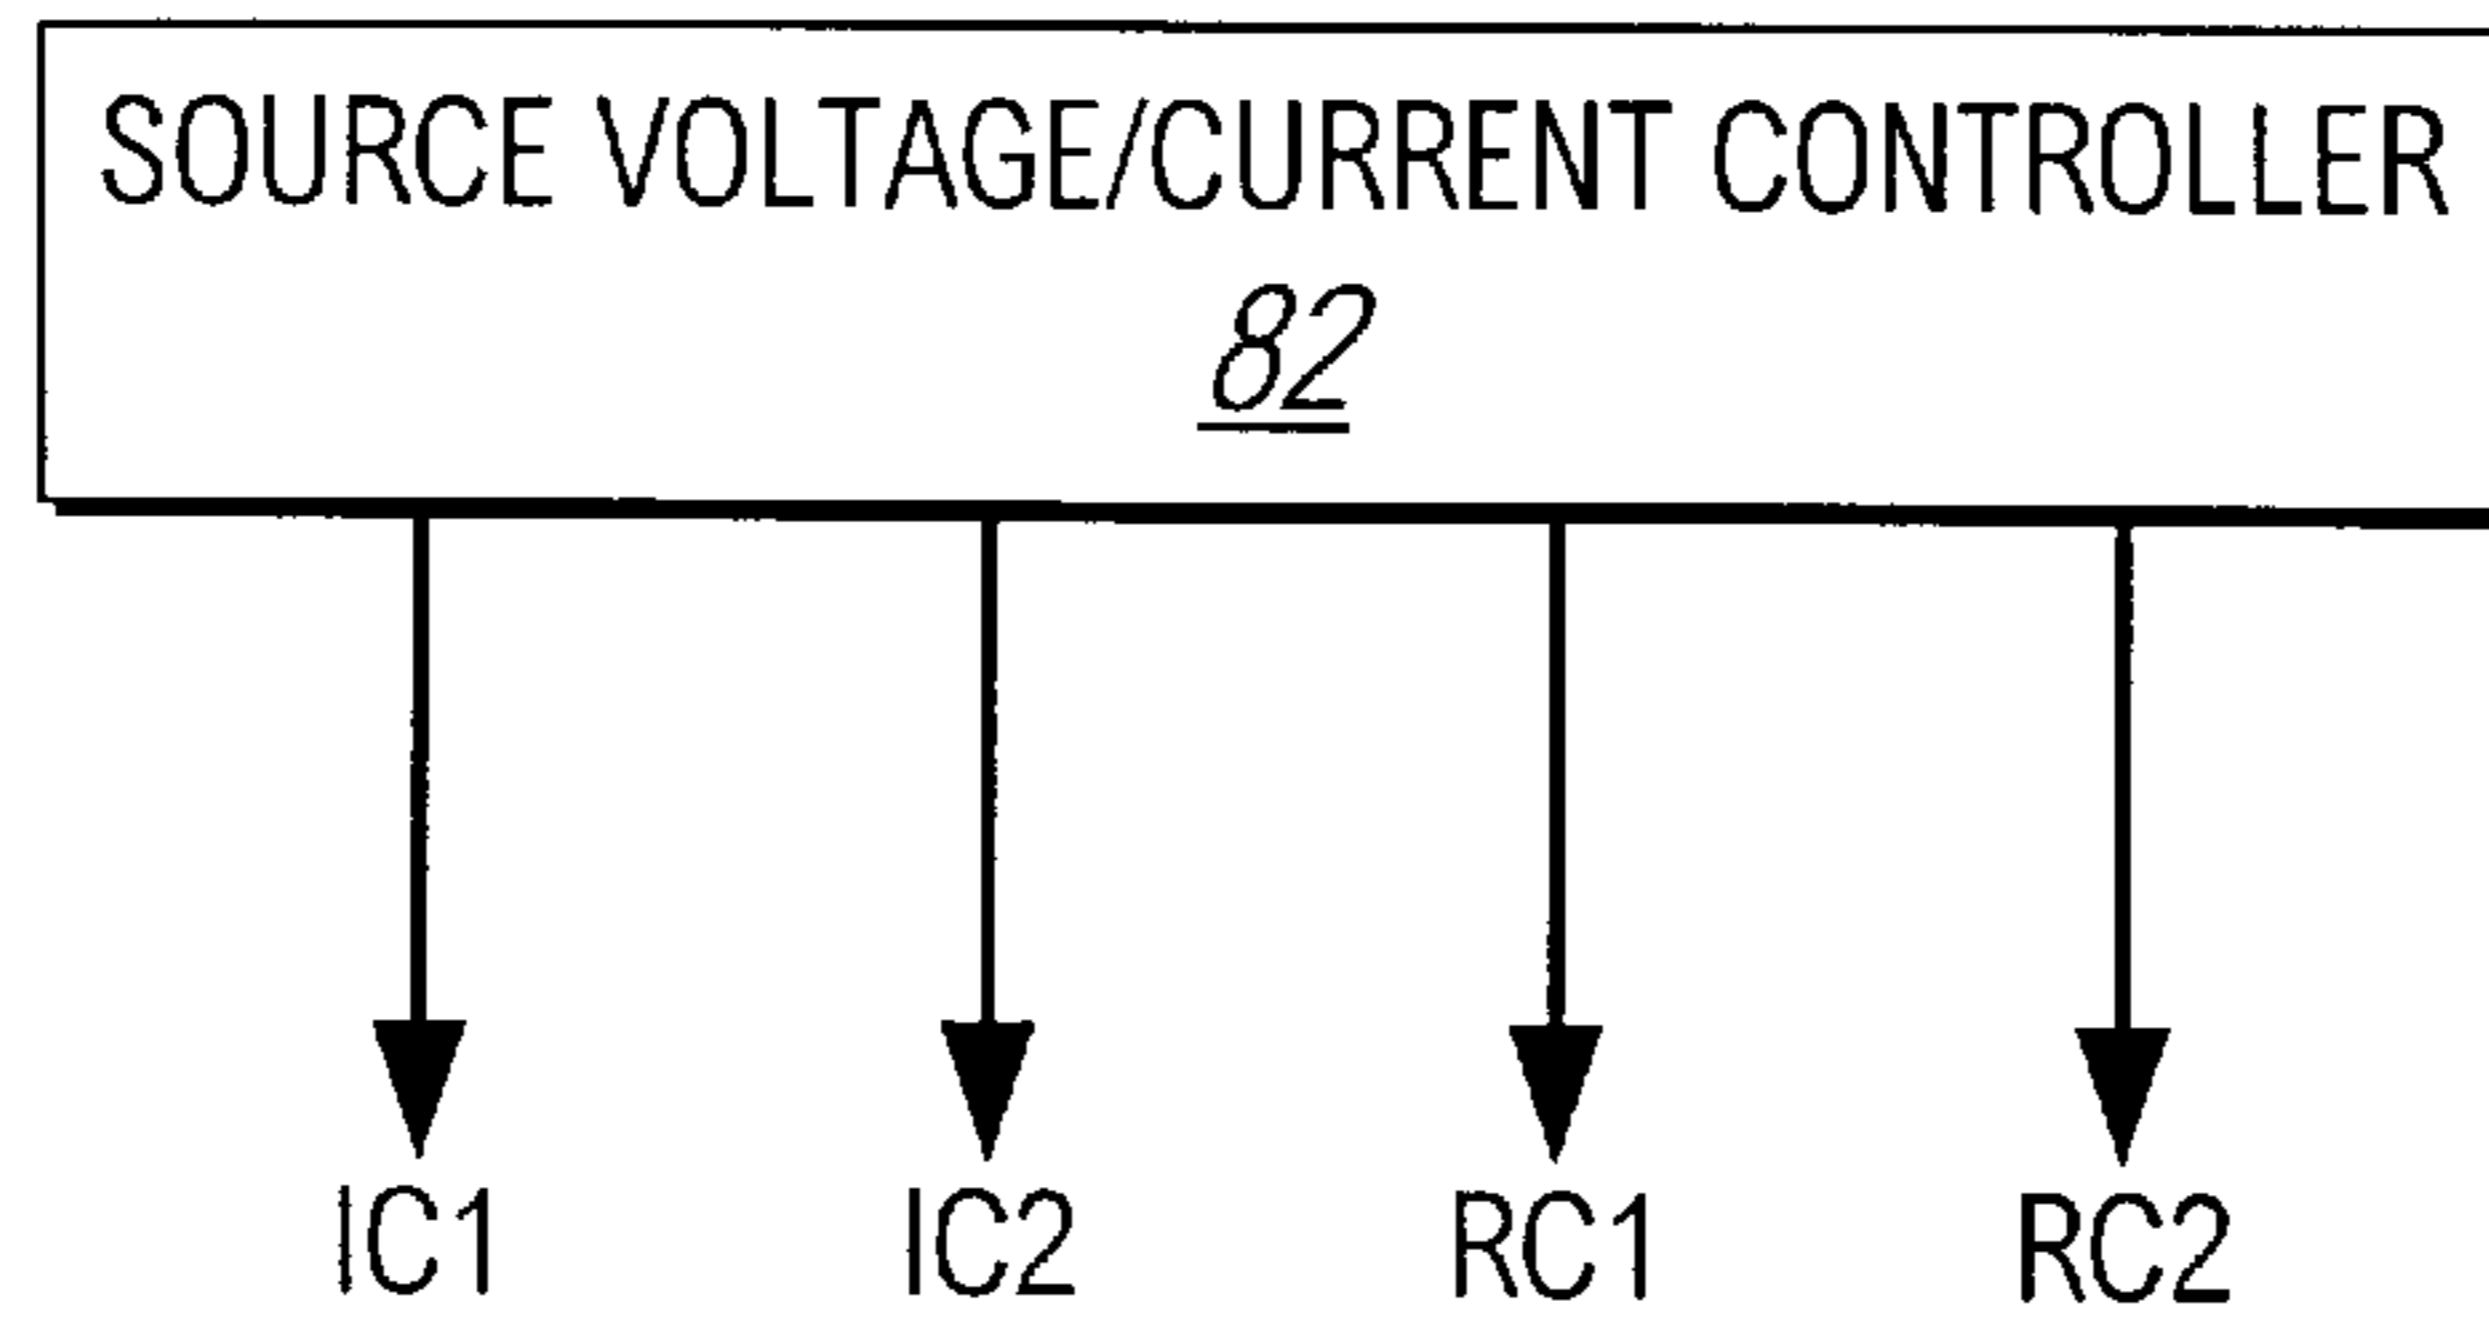 SOURCE VOLTAGE/CURRENT CONTROLLER
82
IC1 IC2 RC1 RC2